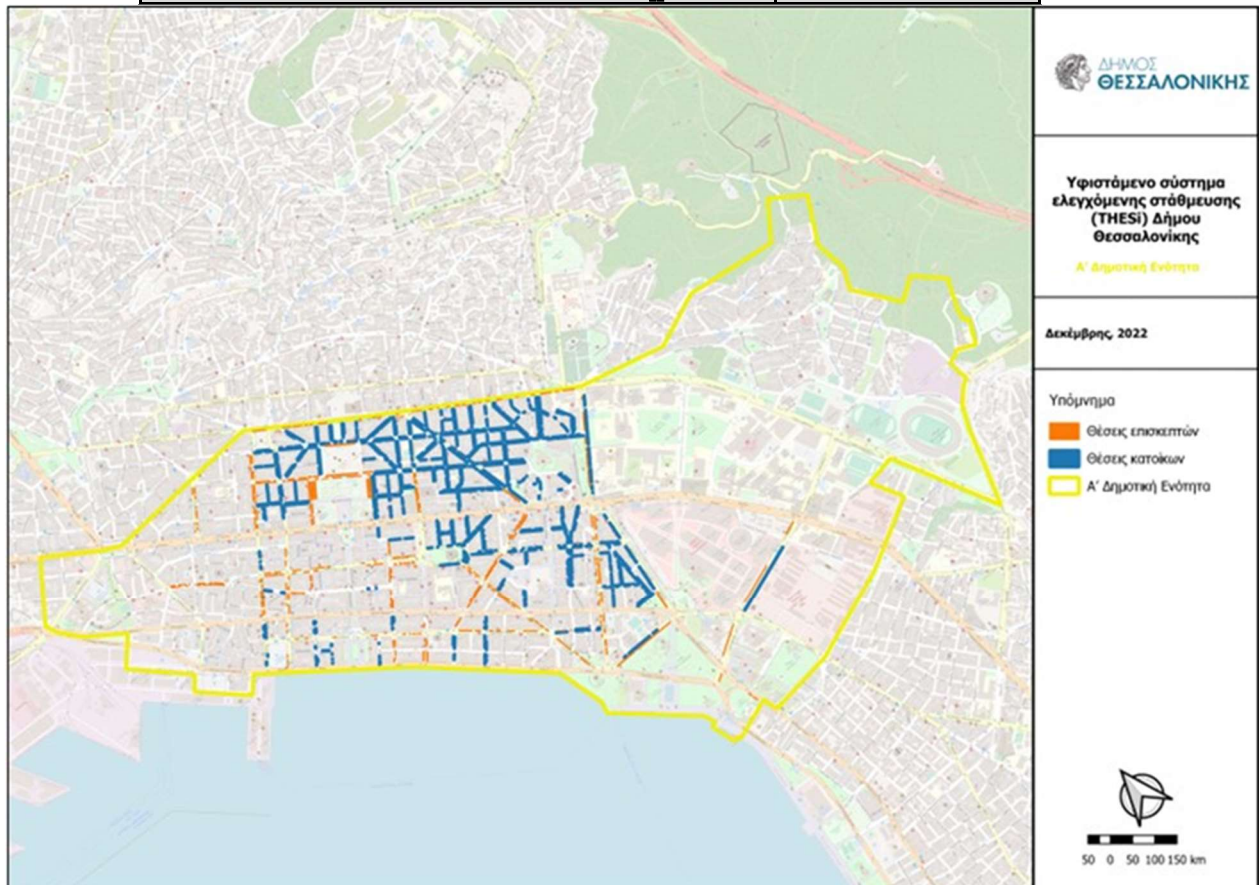 ΔΗΜΟΣ
ΘΕΣΣΑΛΟΝΙΚΗΣ
Υφιστάμενο σύστημα
ελεγχόμενης στάθμευσης
(THESi) Δήμου
Θεσσαλονίκης
Α' Δημοτική Ενότητα
Δεκέμβρης, 2022
Υπόμνημα
Θέσεις επισκεπτών
Θέσεις κατοίκων
Α' Δημοτική Ενότητα
50 0 50 100 150 km